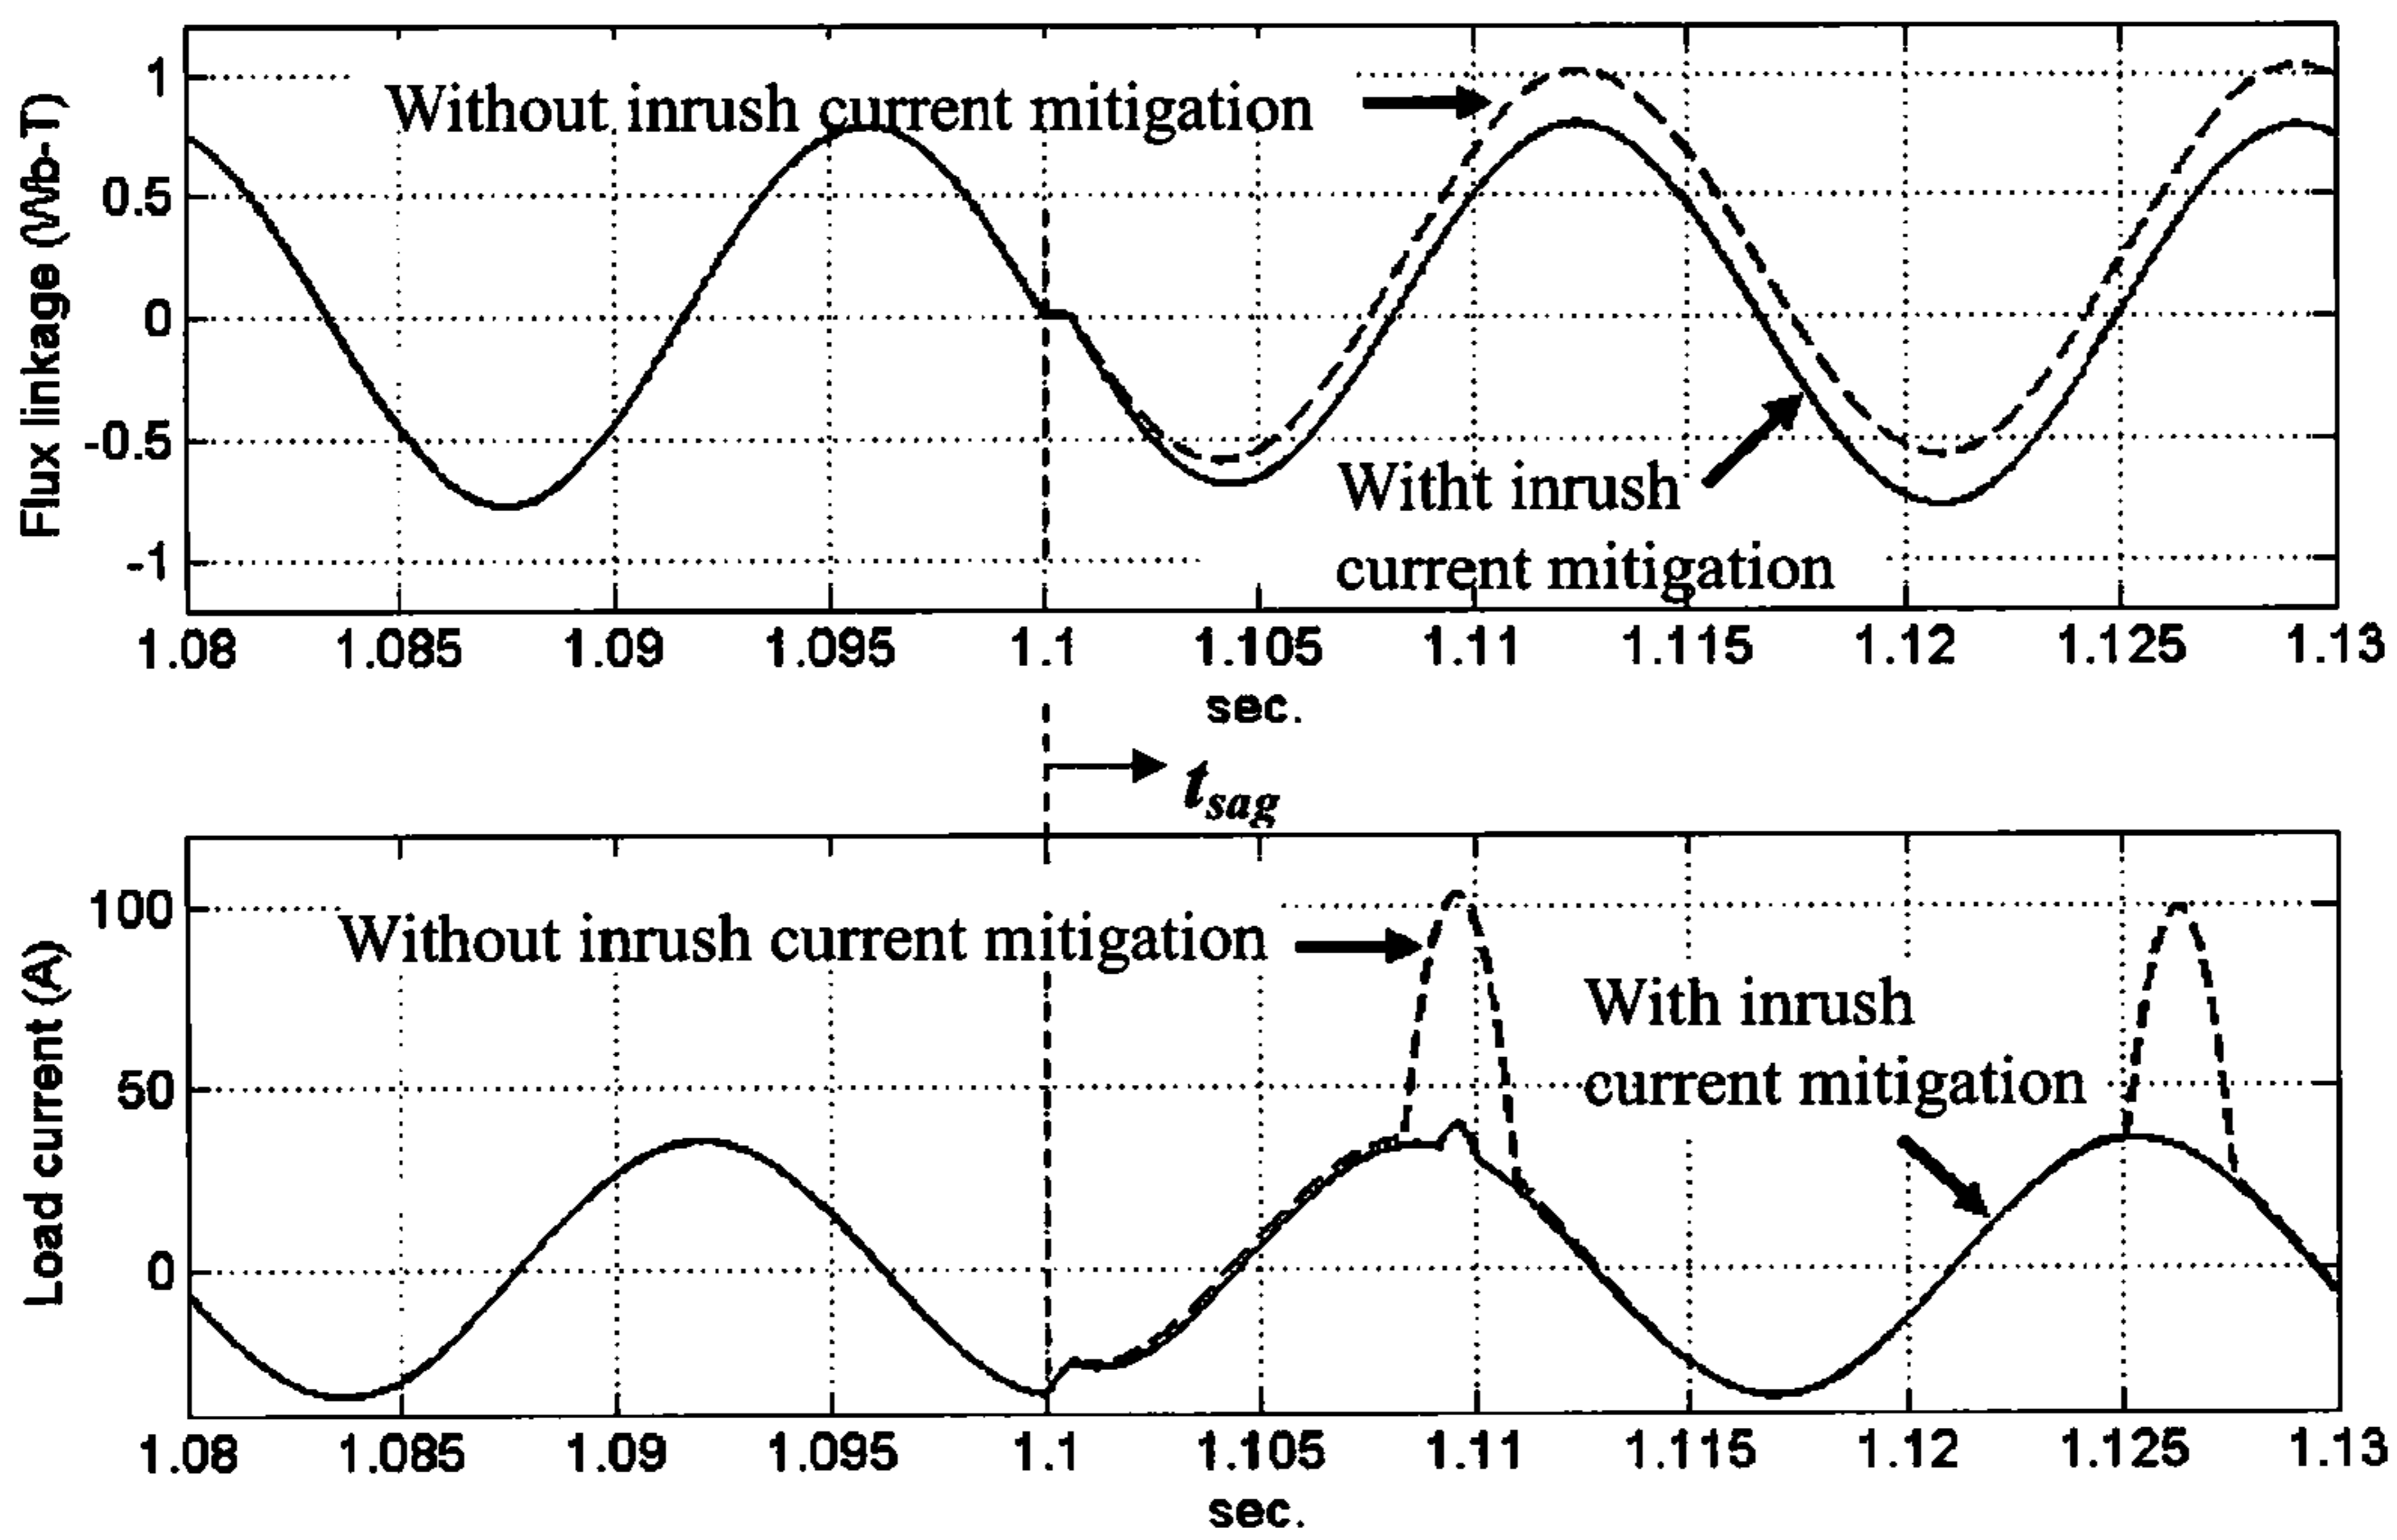 Flux linkage (Wb-T)
1
0.5
0
-0.5
-1
Without inrush current mitigation
Witht inrush
current mitigation
1.08 1.085 1.09 1.095 1.1 1.105 1.11 1.115 1.12 1.125 1.13
sec.
tsag
Load current (A)
100
50
0
Without inrush current mitigation
With inrush
current mitigation
1.08 1.085 1.09 1.095 1.1 1.105 1.11 1.115 1.12 1.125 1.13
sec.